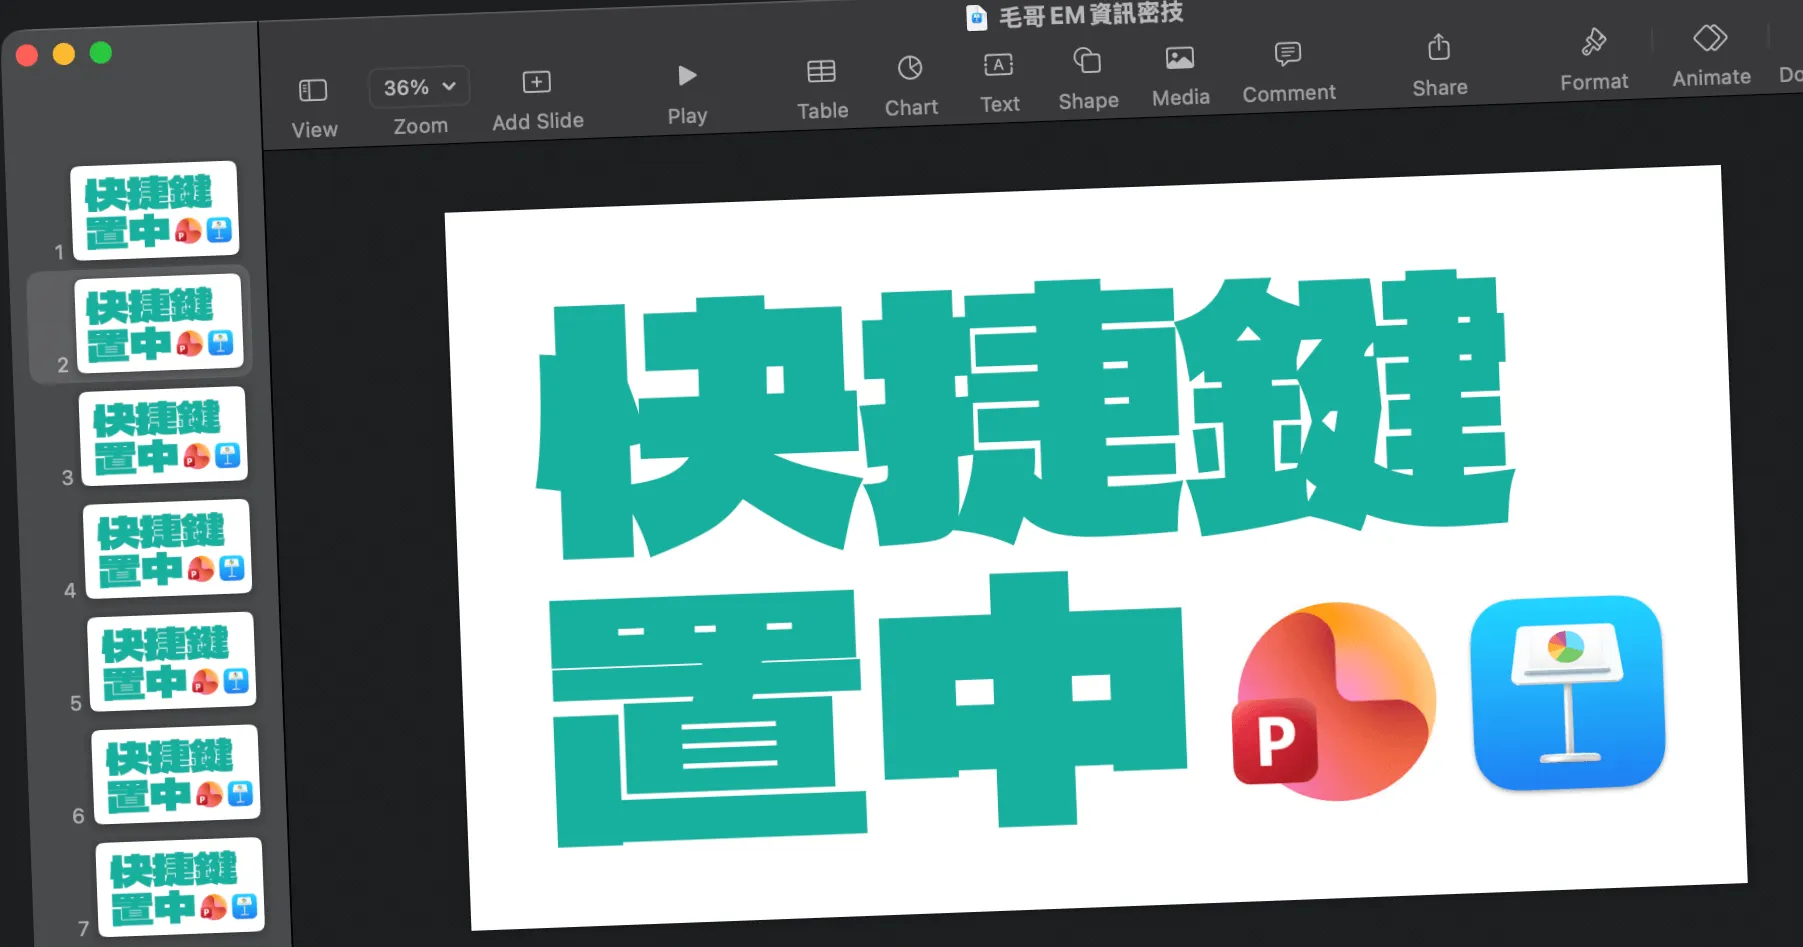 毛哥EM資訊密技
36%
View
Zoom
Add Slide
Play
Table
Chart
Text
Shape
Media
Comment
Share
Format
Animate
Do
快捷鍵
置中
P
1
快捷鍵
置中
P
2
快捷鍵
置中
P
3
快捷鍵
置中
P
4
快捷鍵
置中
P
5
快捷鍵
置中
P
6
快捷鍵
置中
P
7
快捷鍵
置中
P